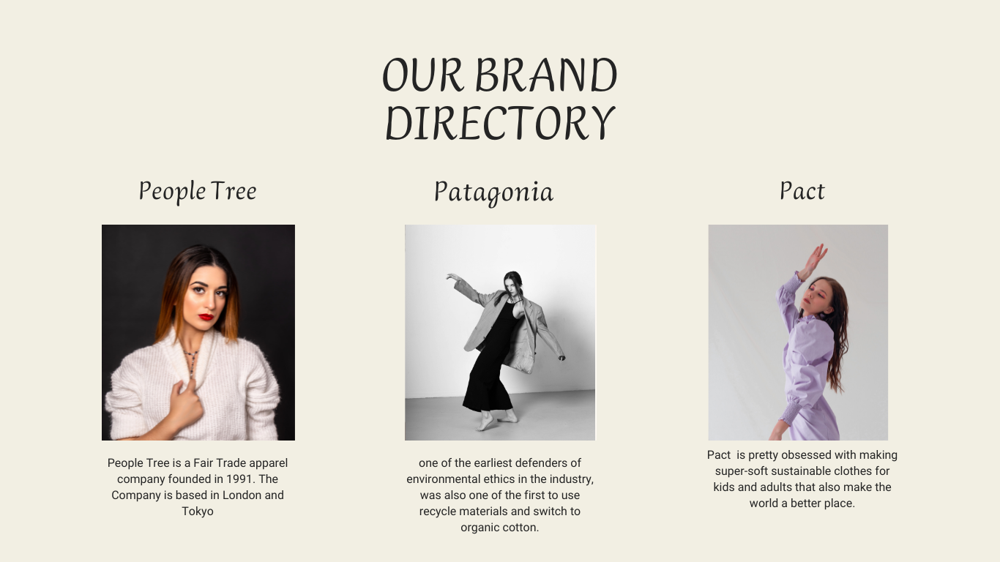 OUR BRAND
DIRECTORY
People Tree
Patagonia
Pact
People Tree is a Fair Trade apparel
company founded in 1991. The
Company is based in London and
Tokyo
one of the earliest defenders of
environmental ethics in the industry,
was also one of the first to use
recycle materials and switch to
organic cotton.
Pact  is pretty obsessed with making
super-soft sustainable clothes for
kids and adults that also make the
world a better place.